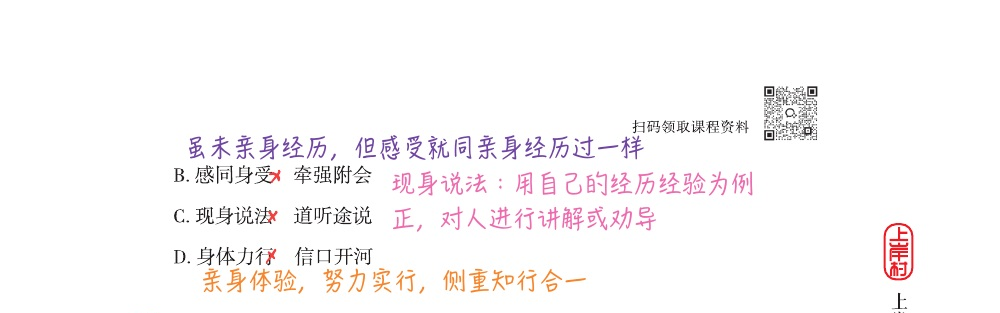 扫码领取课程资料
虽未亲身经历，但感受就同亲身经历过一样
B. 感同身受 牵强附会
现身说法：用自己的经历经验为例
C. 现身说法 道听途说
正，对人进行讲解或劝导
D. 身体力行 信口开河
亲身体验，努力实行，侧重知行合一
上岸村
上